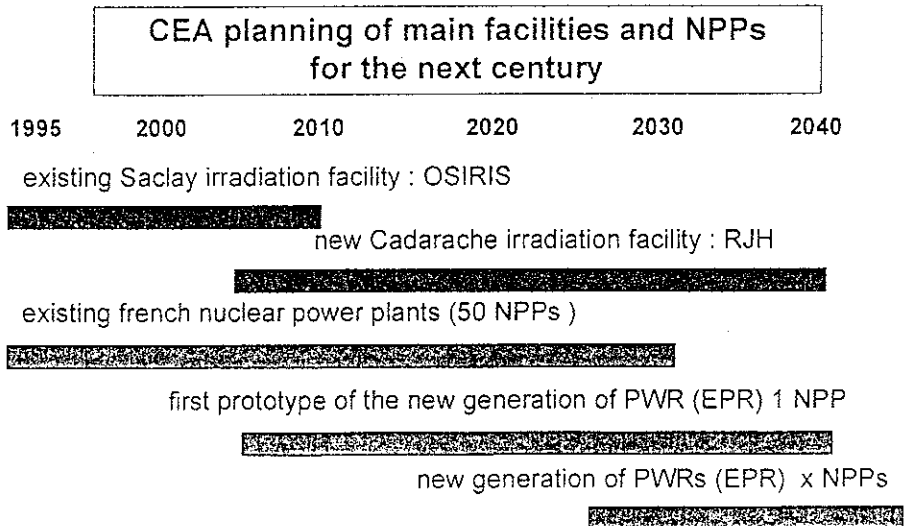 CEA planning of main facilities and NPPs
for the next century
1995 2000 2010 2020 2030 2040
existing Saclay irradiation facility : OSIRIS
new Cadarache irradiation facility : RJH
existing french nuclear power plants (50 NPPs )
first prototype of the new generation of PWR (EPR) 1 NPP
new generation of PWRs (EPR) x NPPs